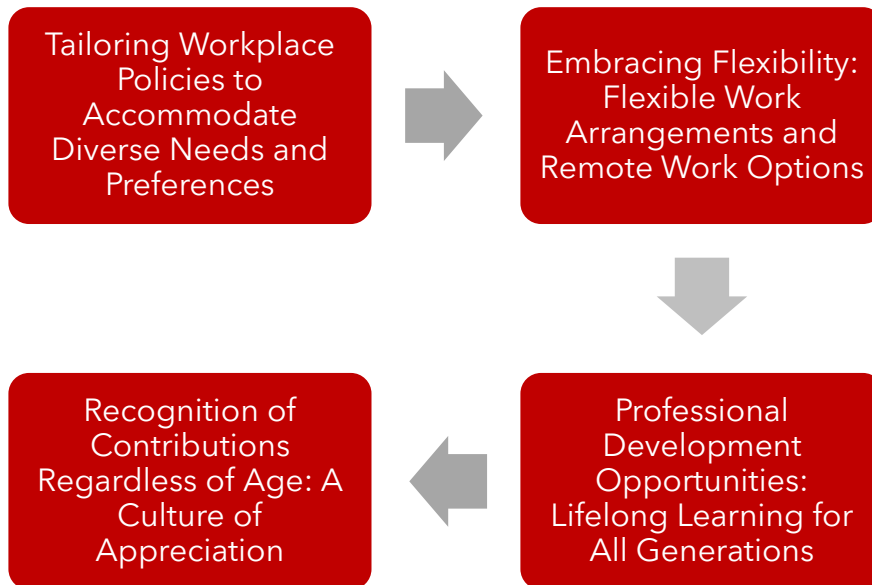 Tailoring Workplace
Policies to
Accommodate
Diverse Needs and
Preferences
Embracing Flexibility:
Flexible Work
Arrangements and
Remote Work Options
Professional
Development
Opportunities:
Lifelong Learning for
All Generations
Recognition of
Contributions
Regardless of Age: A
Culture of
Appreciation